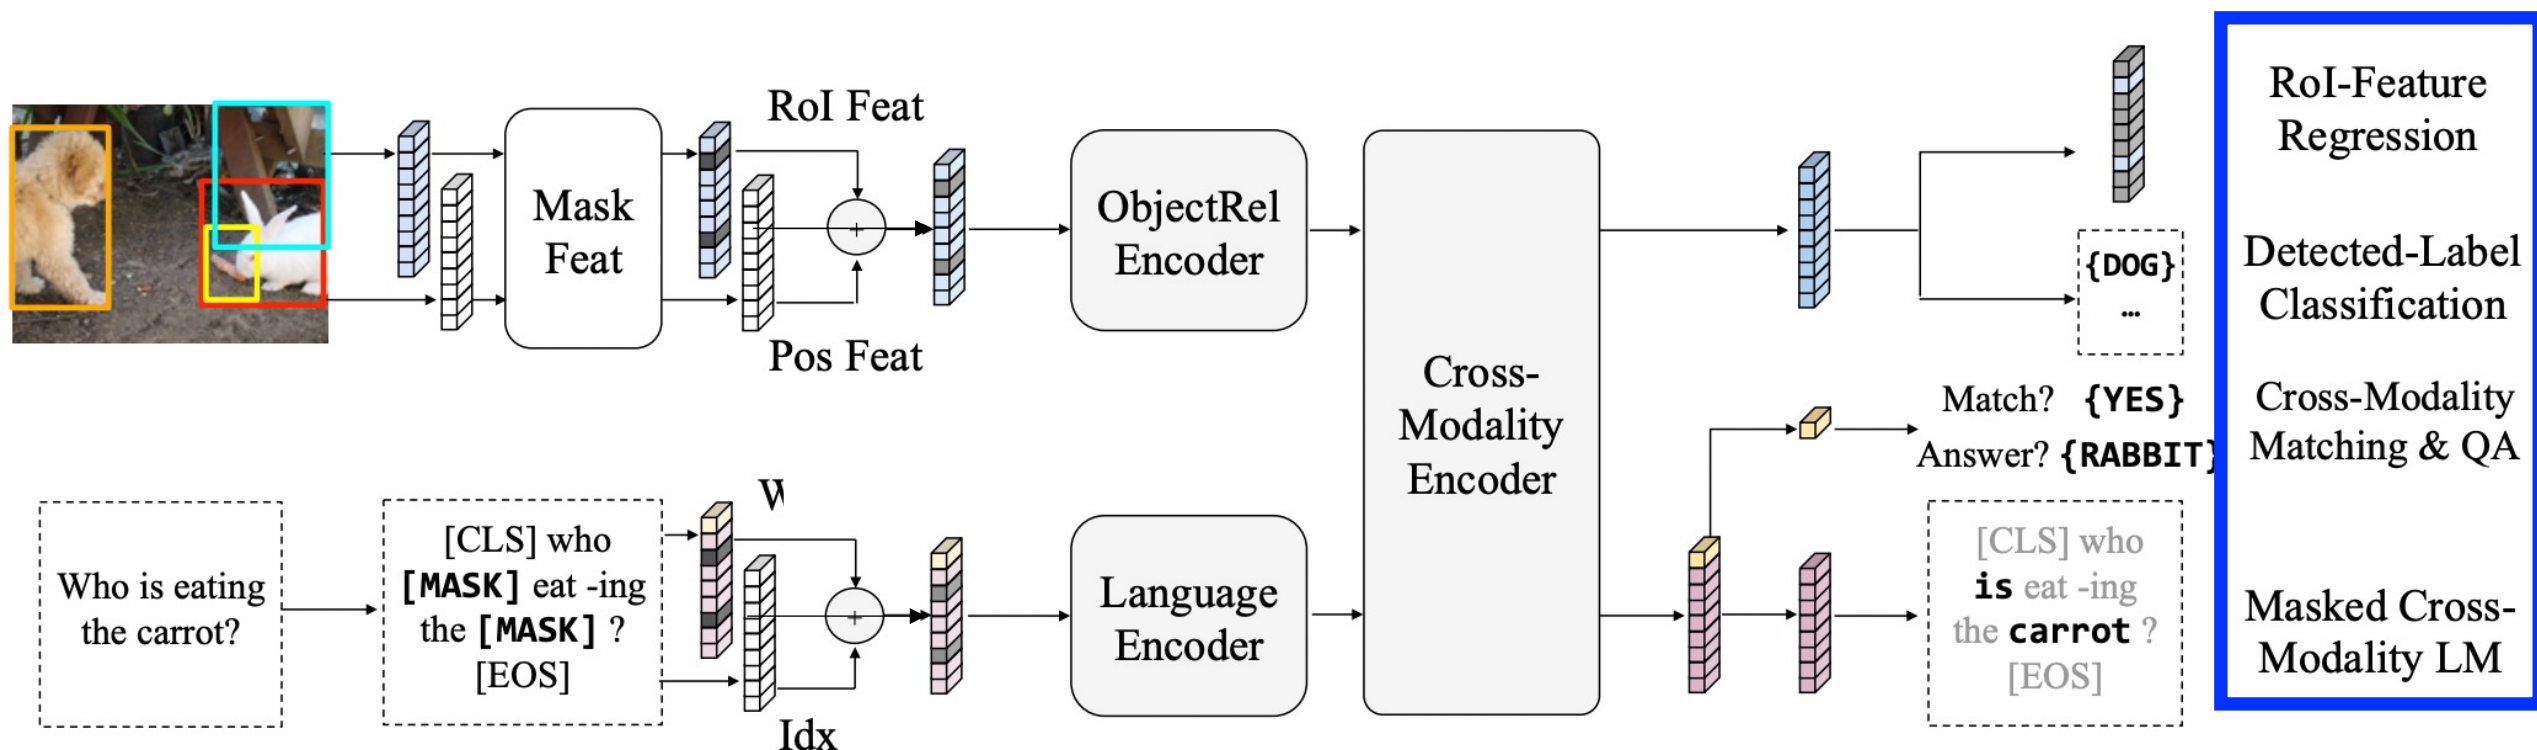 RoI Feat
Mask
Feat
Pos Feat
ObjectRel
Encoder
Cross-
Modality
Encoder
{DOG}
...
RoI-Feature
Regression
Detected-Label
Classification
Match? {YES}
Answer? {RABBIT}
Cross-Modality
Matching & QA
Who is eating
the carrot?
[CLS] who
[MASK] eat -ing
the [MASK] ?
[EOS]
W
Idx
Language
Encoder
[CLS] who
is eat -ing
the carrot ?
[EOS]
Masked Cross-
Modality LM